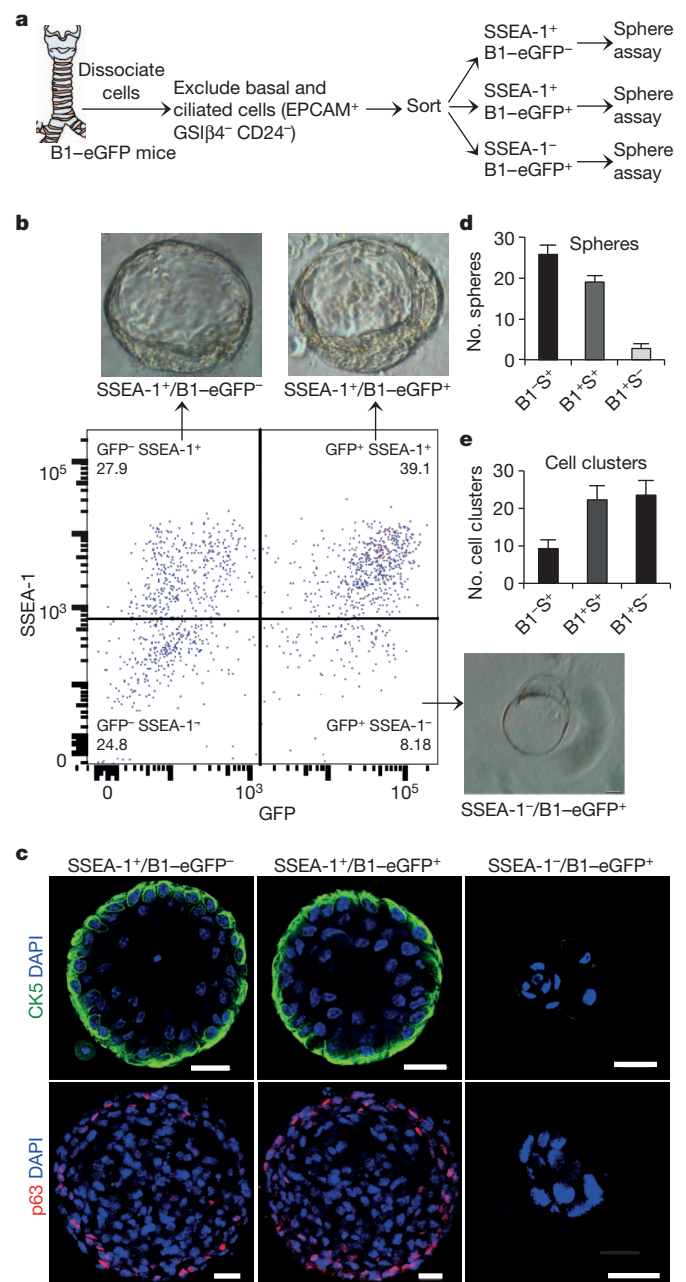 a
Dissociate
cells
B1–eGFP mice
Exclude basal and
ciliated cells (EPCAM⁺
GSIβ4⁻ CD24⁻)
Sort
SSEA-1⁺
B1–eGFP⁻
Sphere
assay
SSEA-1⁺
B1–eGFP⁺
Sphere
assay
SSEA-1⁻
B1–eGFP⁺
Sphere
assay
b
SSEA-1⁺/B1–eGFP⁻
SSEA-1⁺/B1–eGFP⁺
GFP⁻ SSEA-1⁺
27.9
GFP⁺ SSEA-1⁺
39.1
GFP⁻ SSEA-1⁻
24.8
GFP⁺ SSEA-1⁻
8.18
SSEA-1
10⁵
10³
0
0
10³
10⁵
GFP
SSEA-1⁻/B1–eGFP⁺
d
Spheres
No. spheres
30
20
10
0
B1⁻S⁺
B1⁺S⁺
B1⁺S⁻
e
Cell clusters
No. cell clusters
30
20
10
0
B1⁻S⁺
B1⁺S⁺
B1⁺S⁻
c
SSEA-1⁺/B1–eGFP⁻
SSEA-1⁺/B1–eGFP⁺
SSEA-1⁻/B1–eGFP⁺
CK5 DAPI
p63 DAPI